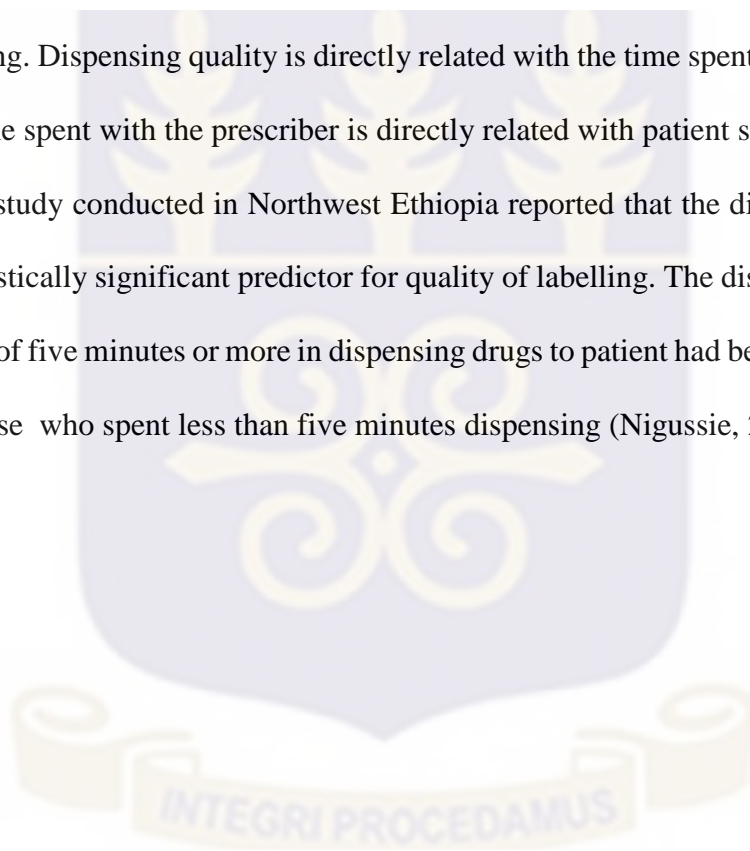 ng. Dispensing quality is directly related with the time spent
e spent with the prescriber is directly related with patient s
study conducted in Northwest Ethiopia reported that the di
stically significant predictor for quality of labelling. The dis
of five minutes or more in dispensing drugs to patient had be
se who spent less than five minutes dispensing (Nigussie,
INTEGRI PROCEDAMUS